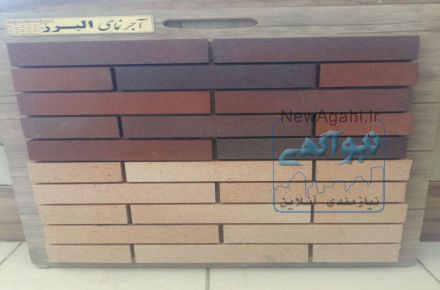 آجر نمای البرز
NewAgahi.ir
نیوآگهی
نیازمندی آنلاین